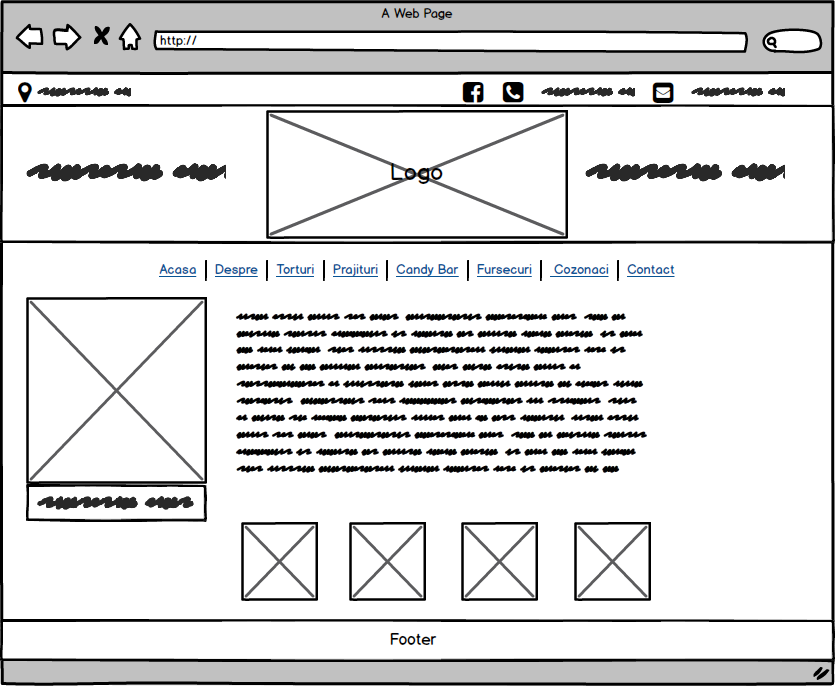 A Web Page
http://
Logo
Acasa Despre Torturi Prajituri Candy Bar Fursecuri Cozonaci Contact
Footer